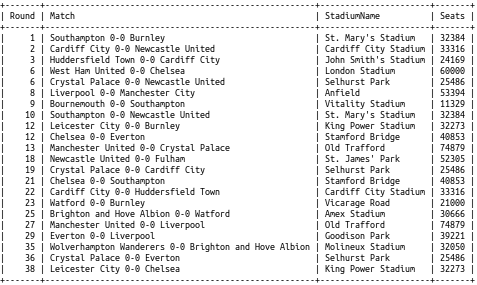 +-------+--------------------------------------------------+----------------------+-------+
| Round | Match | StadiumName | Seats |
+-------+--------------------------------------------------+----------------------+-------+
| 1 | Southampton 0-0 Burnley | St. Mary's Stadium | 32384 |
| 2 | Cardiff City 0-0 Newcastle United | Cardiff City Stadium | 33316 |
| 3 | Huddersfield Town 0-0 Cardiff City | John Smith's Stadium | 24169 |
| 6 | West Ham United 0-0 Chelsea | London Stadium | 60000 |
| 6 | Crystal Palace 0-0 Newcastle United | Selhurst Park | 25486 |
| 8 | Liverpool 0-0 Manchester City | Anfield | 53394 |
| 9 | Bournemouth 0-0 Southampton | Vitality Stadium | 11329 |
| 10 | Southampton 0-0 Newcastle United | St. Mary's Stadium | 32384 |
| 12 | Leicester City 0-0 Burnley | King Power Stadium | 32273 |
| 12 | Chelsea 0-0 Everton | Stamford Bridge | 40853 |
| 13 | Manchester United 0-0 Crystal Palace | Old Trafford | 74879 |
| 18 | Newcastle United 0-0 Fulham | St. James' Park | 52305 |
| 19 | Crystal Palace 0-0 Cardiff City | Selhurst Park | 25486 |
| 21 | Chelsea 0-0 Southampton | Stamford Bridge | 40853 |
| 22 | Cardiff City 0-0 Huddersfield Town | Cardiff City Stadium | 33316 |
| 23 | Watford 0-0 Burnley | Vicarage Road | 21000 |
| 25 | Brighton and Hove Albion 0-0 Watford | Amex Stadium | 30666 |
| 27 | Manchester United 0-0 Liverpool | Old Trafford | 74879 |
| 29 | Everton 0-0 Liverpool | Goodison Park | 39221 |
| 35 | Wolverhampton Wanderers 0-0 Brighton and Hove Albion | Molineux Stadium | 32050 |
| 36 | Crystal Palace 0-0 Everton | Selhurst Park | 25486 |
| 38 | Leicester City 0-0 Chelsea | King Power Stadium | 32273 |
+-------+--------------------------------------------------+----------------------+-------+